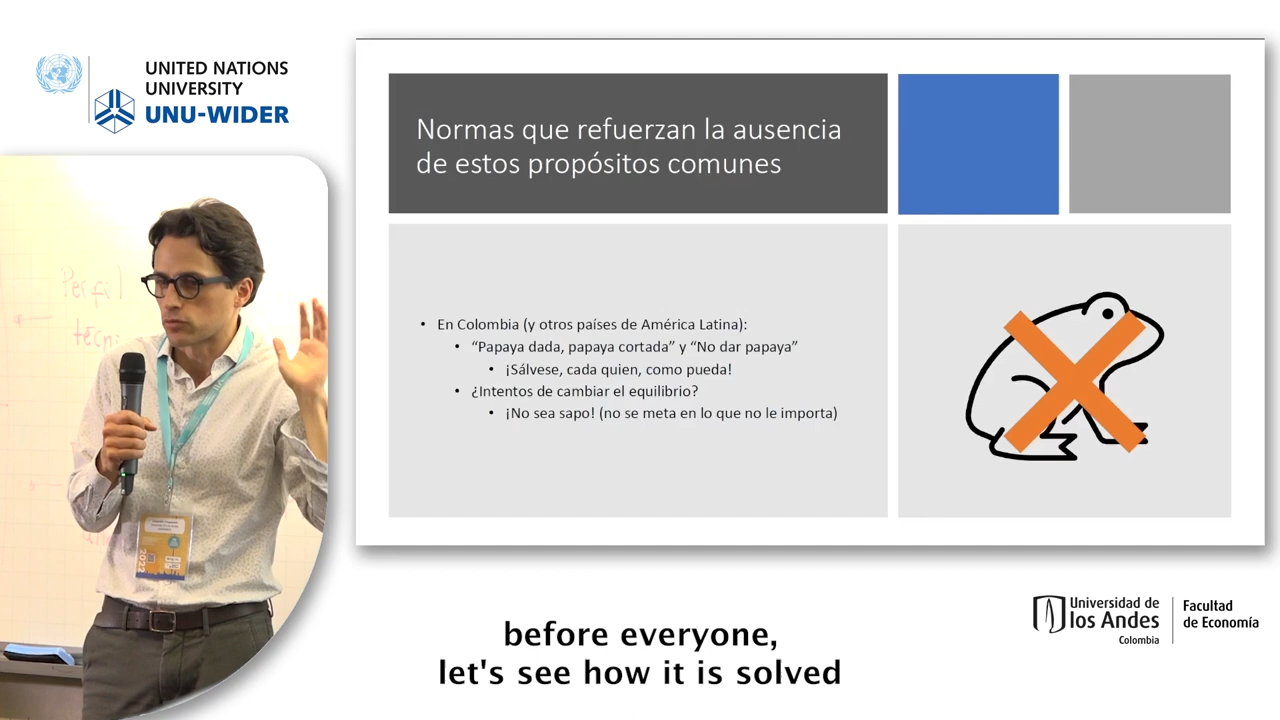 UNITED NATIONS
UNIVERSITY
UNU-WIDER
Normas que refuerzan la ausencia
de estos propósitos comunes
• En Colombia (y otros países de América Latina):
• “Papaya dada, papaya cortada” y “No dar papaya”
• ¡Sálvese, cada quien, como pueda!
• ¿Intentos de cambiar el equilibrio?
• ¡No sea sapo! (no se meta en lo que no le importa)
Perfil
técni
2022
before everyone,
let's see how it is solved
Universidad de
los Andes
Colombia
Facultad
de Economía